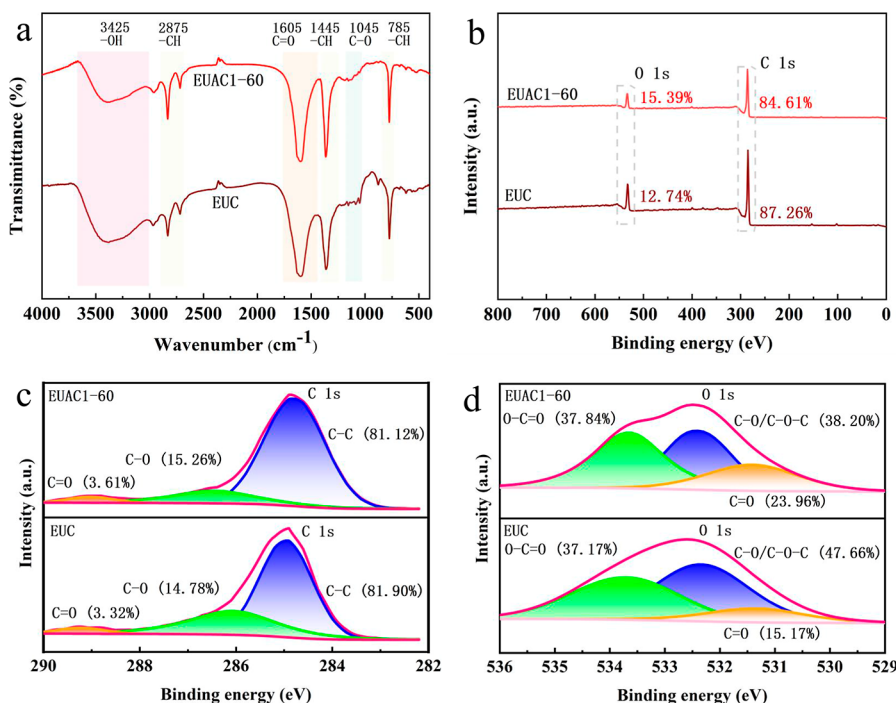 a
3425 2875 1605 1445 1045 785
-OH -CH C=O -CH C-O -CH
EUAC1-60
EUC
Transimittance (%)
4000 3500 3000 2500 2000 1500 1000 500
Wavenumber (cm-1)
b
O 1s C 1s
EUAC1-60
15.39% 84.61%
EUC
12.74%
87.26%
Intensity (a.u.)
800 700 600 500 400 300 200 100 0
Binding energy (eV)
c
EUAC1-60
C 1s
C-C (81.12%)
C-O (15.26%)
C=O (3.61%)
EUC
C 1s
C-C (81.90%)
C-O (14.78%)
C=O (3.32%)
Intensity (a.u.)
290 288 286 284 282
Binding energy (eV)
d
EUAC1-60
O 1s
O-C=O (37.84%)
C-O/C-O-C (38.20%)
C=O (23.96%)
EUC
O 1s
O-C=O (37.17%)
C-O/C-O-C (47.66%)
C=O (15.17%)
Intensity (a.u.)
536 535 534 533 532 531 530 529
Binding energy (eV)